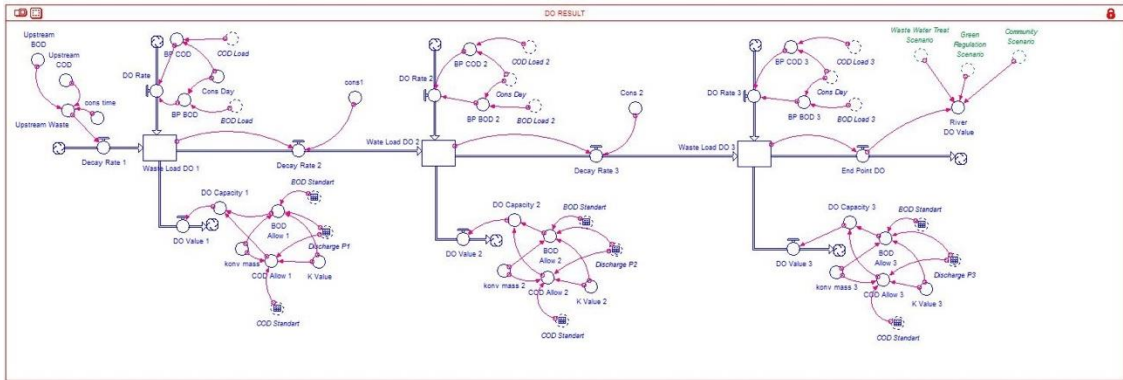 DO RESULT
Upstream
BOD
Upstream
COD
cons time
Upstream Waste
Decay Rate 1
DO Rate
BP COD
COD Load
Cons Day
BP BOD
BOD Load
Waste Load DO 1
cons1
Decay Rate 2
DO Value 1
DO Capacity 1
BOD Standart
BOD
Allow 1
Discharge P1
konv mass
COD Allow 1
K Value
COD Standart
DO Rate 2
BP COD 2
COD Load 2
Cons Day
BP BOD 2
BOD Load 2
Wate Load DO 2
Cons 2
Decay Rate 3
DO Value 2
DO Capacity 2
BOD Standart
BOD
Allow 2
Discharge P2
konv mass 2
COD Allow 2
K Value 2
COD Standart
DO Rate 3
BP COD 3
COD Load 3
Cons Day
BP BOD 3
BOD Load 3
Waste Load DO 3
Waste Water Treat
Scenario
Green
Regulation
Scenario
Community
Scenario
River
DO Value
End Point DO
DO Value 3
DO Capacity 3
BOD Standart
BOD
Allow 3
Discharge P3
konv mass 3
COD Allow 3
K Value 3
COD Standart